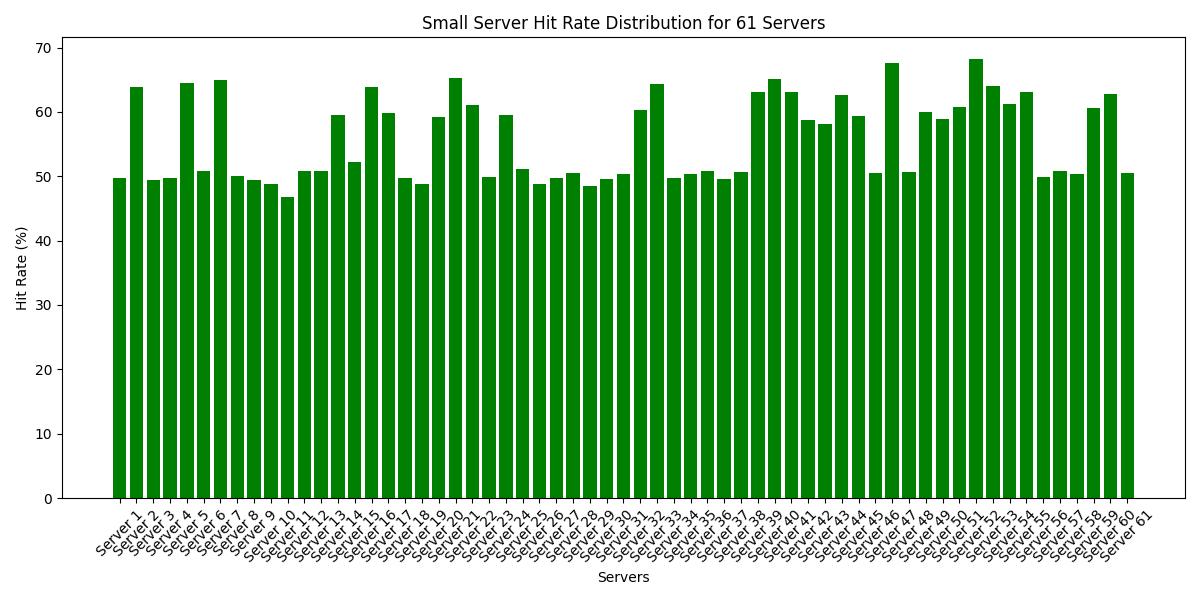 Small Server Hit Rate Distribution for 61 Servers
70
60
50
40
30
20
10
0
Hit Rate (%)
Server 1
Server 2
Server 3
Server 4
Server 5
Server 6
Server 7
Server 8
Server 9
Server 10
Server 11
Server 12
Server 13
Server 14
Server 15
Server 16
Server 17
Server 18
Server 19
Server 20
Server 21
Server 22
Server 23
Server 24
Server 25
Server 26
Server 27
Server 28
Server 29
Server 30
Server 31
Server 32
Server 33
Server 34
Server 35
Server 36
Server 37
Server 38
Server 39
Server 40
Server 41
Server 42
Server 43
Server 44
Server 45
Server 46
Server 47
Server 48
Server 49
Server 50
Server 51
Server 52
Server 53
Server 54
Server 55
Server 56
Server 57
Server 58
Server 59
Server 60
Server 61
Servers